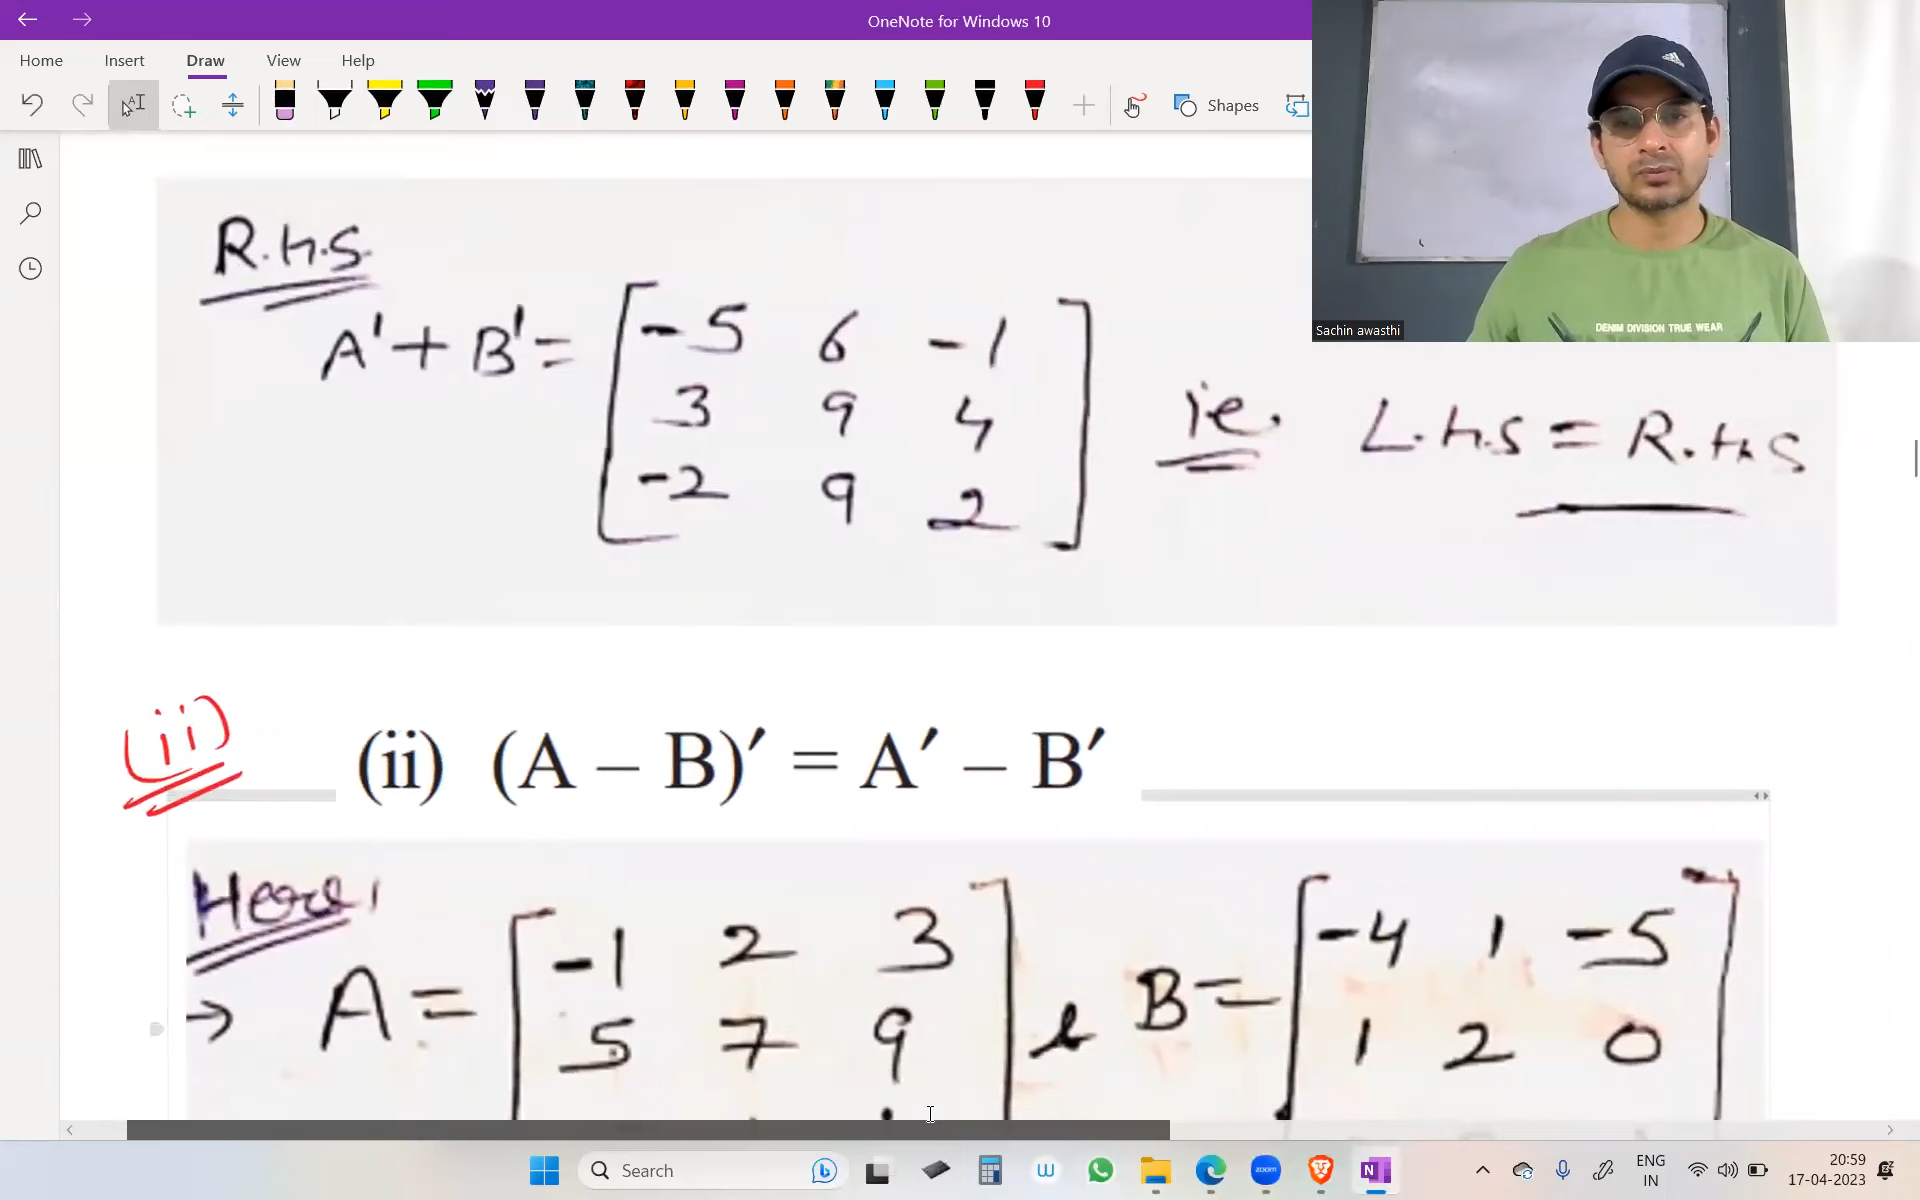 OneNote for Windows 10
Home Insert Draw View Help
Shapes
Sachin awasthi
DENIM DIVISION TRUE WEAR
R.h.s
A'+B'= [-5 6 -1
3 9 4
-2 9 2] ie. L.h.s = R.H.S
(ii) (ii) (A – B)′ = A′ – B′
Here,
→ A = [-1 2 3 & B = [-4 1 -5
5 7 9] 1 2 0]
Search
ENG
IN
20:59
17-04-2023